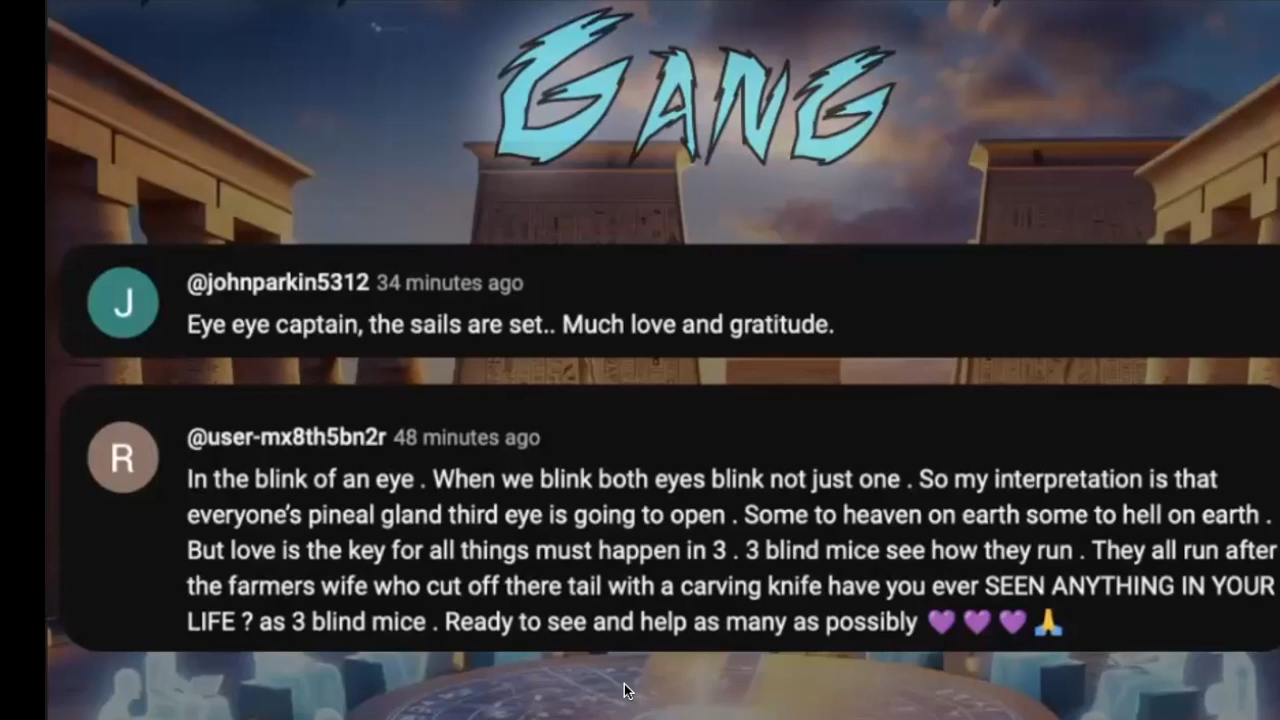 GANG
J
@johnparkin5312 34 minutes ago
Eye eye captain, the sails are set.. Much love and gratitude.
R
@user-mx8th5bn2r 48 minutes ago
In the blink of an eye . When we blink both eyes blink not just one . So my interpretation is that
everyone's pineal gland third eye is going to open . Some to heaven on earth some to hell on earth .
But love is the key for all things must happen in 3 . 3 blind mice see how they run . They all run after
the farmers wife who cut off there tail with a carving knife have you ever SEEN ANYTHING IN YOUR
LIFE ? as 3 blind mice . Ready to see and help as many as possibly 💜 💜 💜 🙏